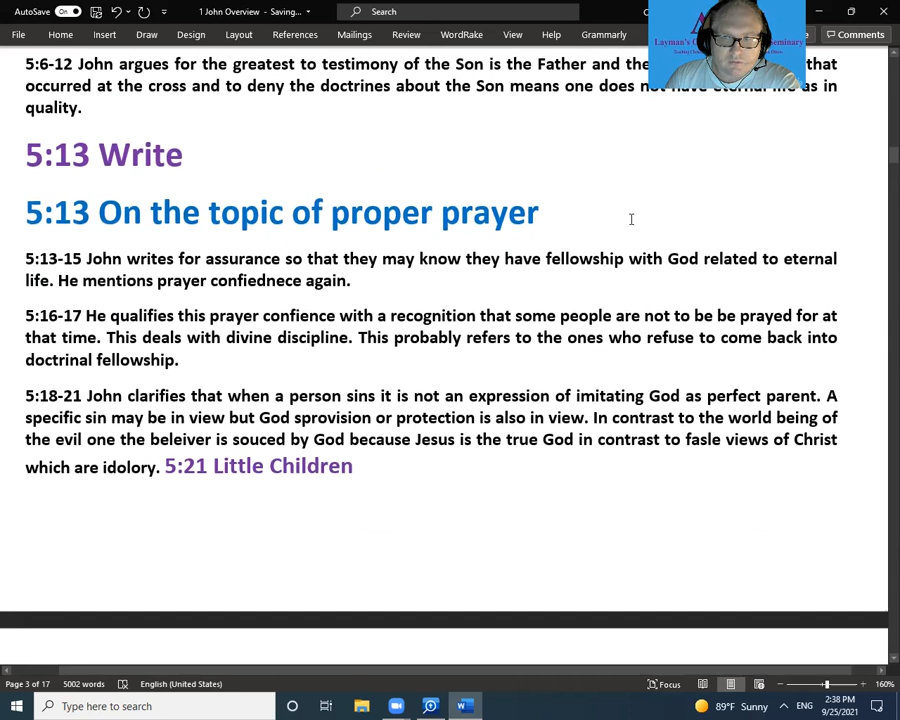 AutoSave On 1 John Overview - Saving... Search
File Home Insert Draw Design Layout References Mailings Review WordRake View Help Grammarly Comments
Layman's seminary
5:6-12 John argues for the greatest to testimony of the Son is the Father and the that
occurred at the cross and to deny the doctrines about the Son means one does not have eternal life as in
quality.
5:13 Write
5:13 On the topic of proper prayer
5:13-15 John writes for assurance so that they may know they have fellowship with God related to eternal
life. He mentions prayer confiednece again.
5:16-17 He qualifies this prayer confience with a recognition that some people are not to be be prayed for at
that time. This deals with divine discipline. This probably refers to the ones who refuse to come back into
doctrinal fellowship.
5:18-21 John clarifies that when a person sins it is not an expression of imitating God as perfect parent. A
specific sin may be in view but God sprovision or protection is also in view. In contrast to the world being of
the evil one the beleiver is souced by God because Jesus is the true God in contrast to fasle views of Christ
which are idolory. 5:21 Little Children
Page 3 of 17 5002 words English (United States) Focus 160%
Type here to search 89°F Sunny ENG 2:38 PM
9/25/2021